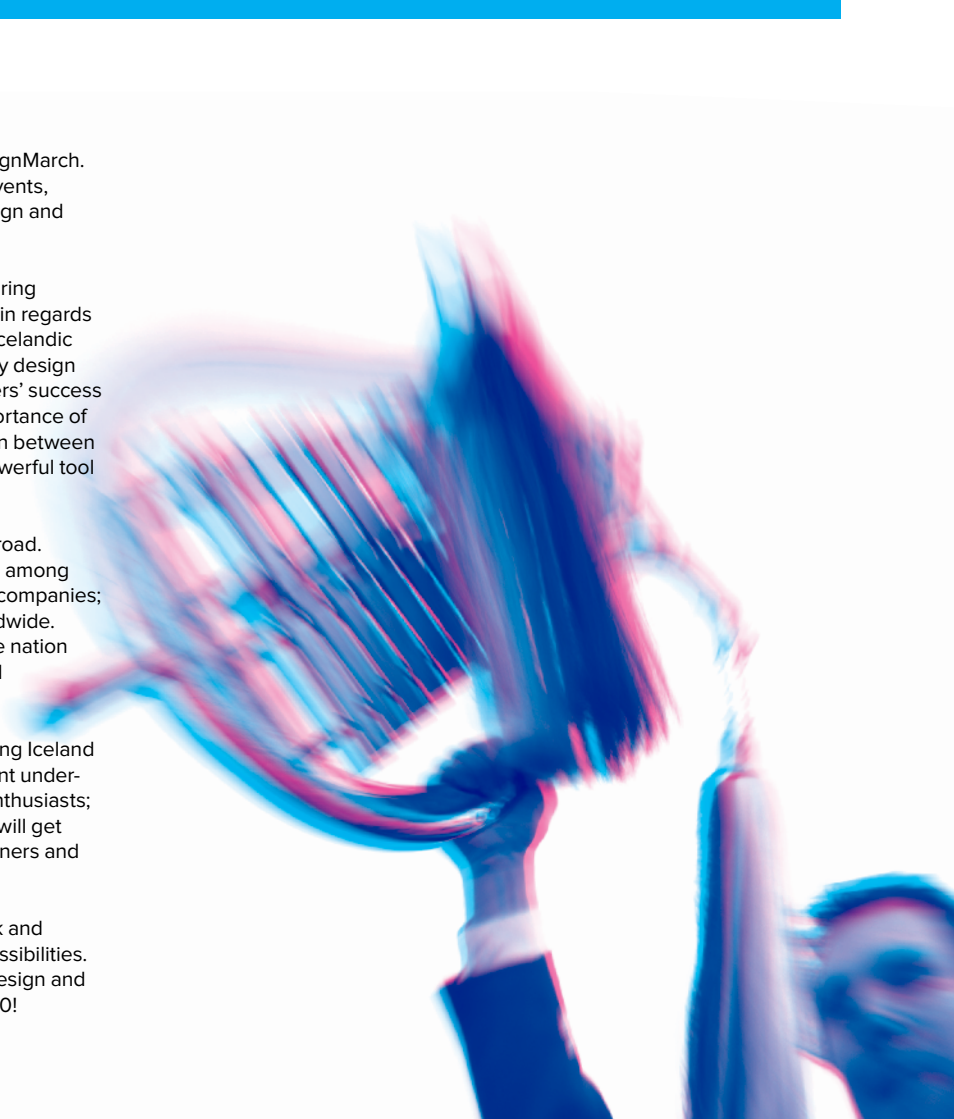 gnMarch.
vents,
gn and
ring
in regards
celandic
y design
ers’ success
ortance of
n between
werful tool
road.
among
companies;
dwide.
e nation
l
ng Iceland
nt under-
nthusiasts;
will get
ners and
k and
ssibilities.
esign and
0!